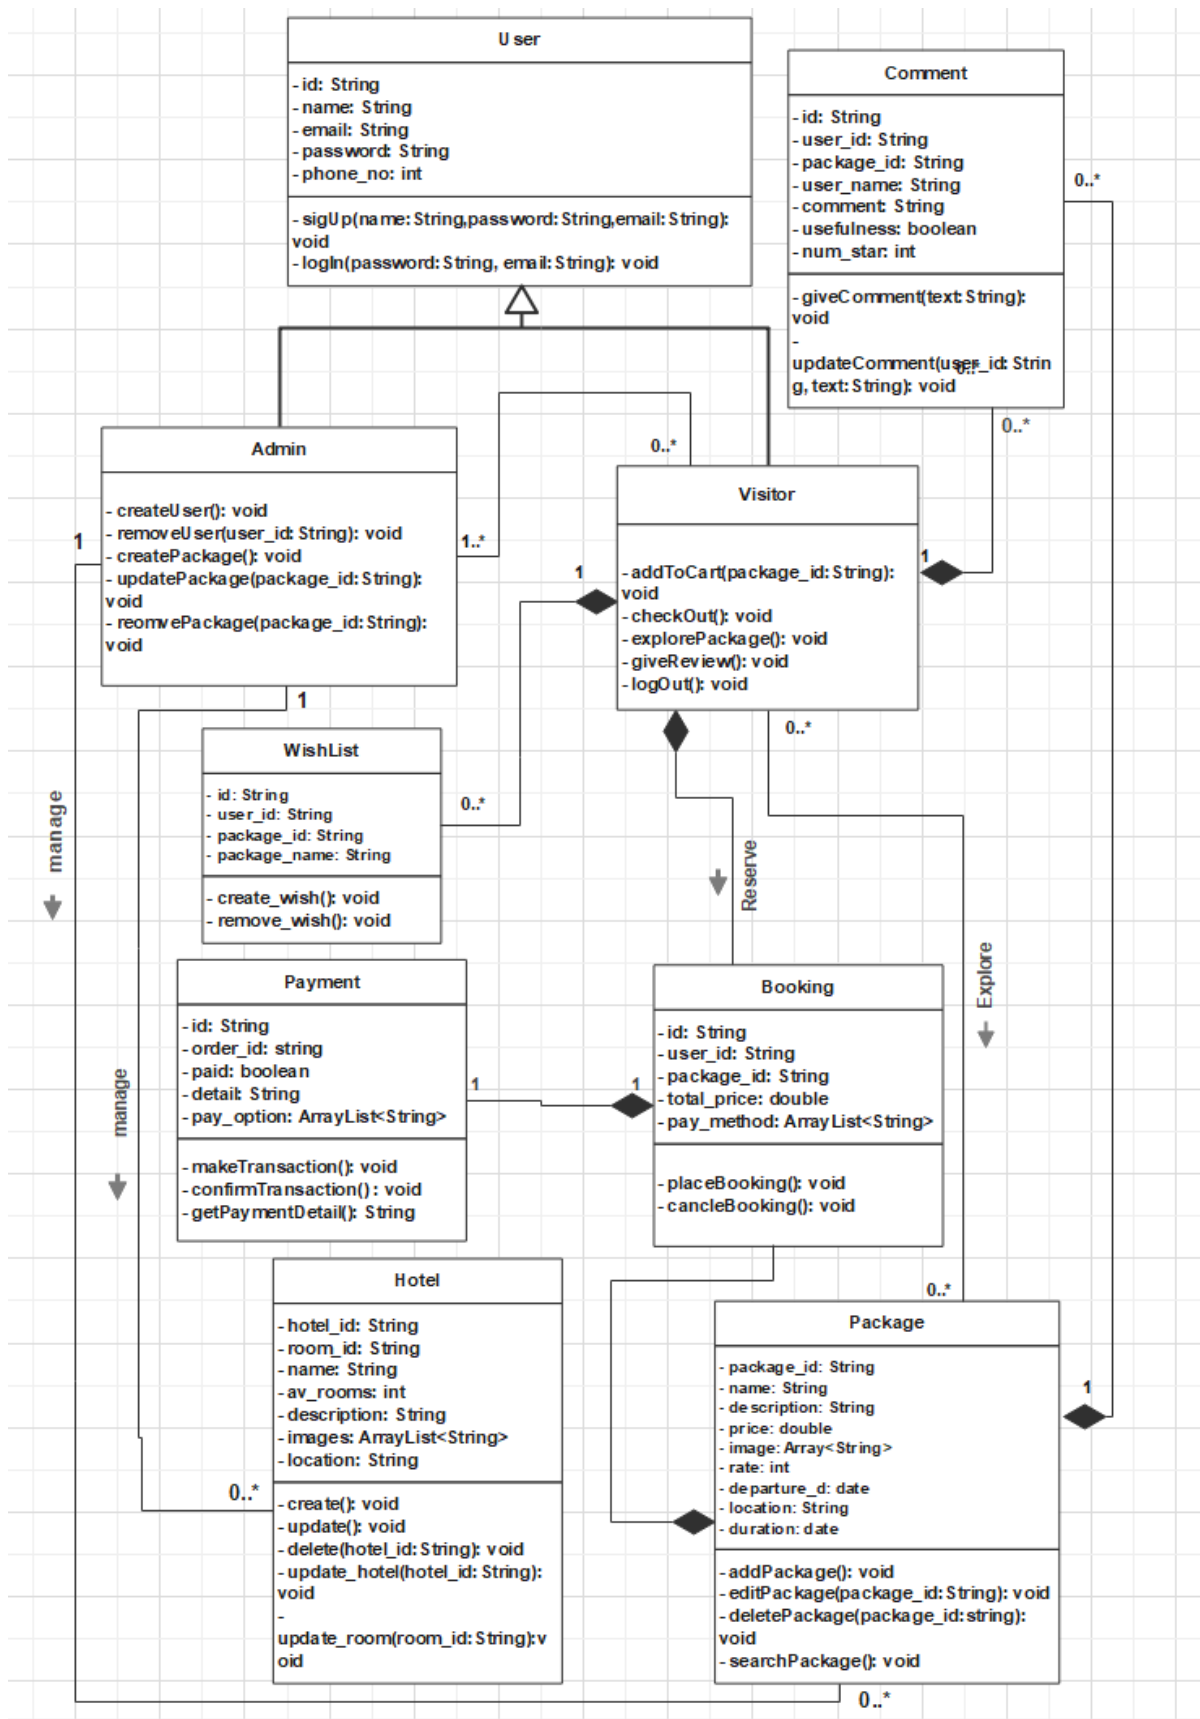 User
- id: String
- name: String
- email: String
- password: String
- phone_no: int
- sigUp(name: String,password: String,email: String):
void
- logIn(password: String, email: String): void
Comment
- id: String
- user_id: String
- package_id: String
- user_name: String
- comment: String
- usefulness: boolean
- num_star: int
- giveComment(text: String):
void
-
updateComment(user_id: Strin
g, text: String): void
0..*
0..*
0..*
Admin
- createUser(): void
- removeUser(user_id: String): void
- createPackage(): void
- updatePackage(package_id: String):
void
- reomvePackage(package_id: String):
void
1
1..*
1
0..*
Visitor
- addToCart(package_id: String):
void
- checkOut(): void
- explorePackage(): void
- giveReview(): void
- logOut(): void
1
1
0..*
WishList
- id: String
- user_id: String
- package_id: String
- package_name: String
- create_wish(): void
- remove_wish(): void
0..*
manage
manage
Reserve
Explore
Payment
- id: String
- order_id: string
- paid: boolean
- detail: String
- pay_option: ArrayList<String>
- makeTransaction(): void
- confirmTransaction() : void
- getPaymentDetail(): String
1
1
Booking
- id: String
- user_id: String
- package_id: String
- total_price: double
- pay_method: ArrayList<String>
- placeBooking(): void
- cancleBooking(): void
Hotel
- hotel_id: String
- room_id: String
- name: String
- av_rooms: int
- description: String
- images: ArrayList<String>
- location: String
- create(): void
- update(): void
- delete(hotel_id: String): void
- update_hotel(hotel_id: String):
void
-
update_room(room_id: String):v
oid
0..*
0..*
Package
- package_id: String
- name: String
- description: String
- price: double
- image: Array<String>
- rate: int
- departure_d: date
- location: String
- duration: date
- addPackage(): void
- editPackage(package_id: String): void
- deletePackage(package_id: string):
void
- searchPackage(): void
1
0..*